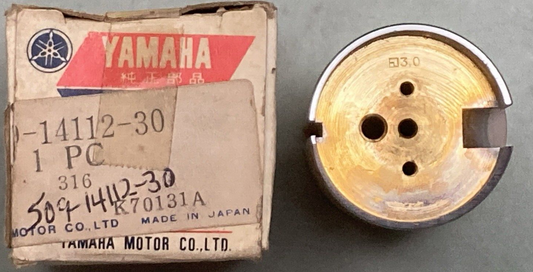 YAMAHA
純正部品
-14112-30
1 PC
316
509-14112-30
K70131A
MOTOR CO., LTD MADE IN JAPAN
YAMAHA MOTOR CO., LTD.
3.0